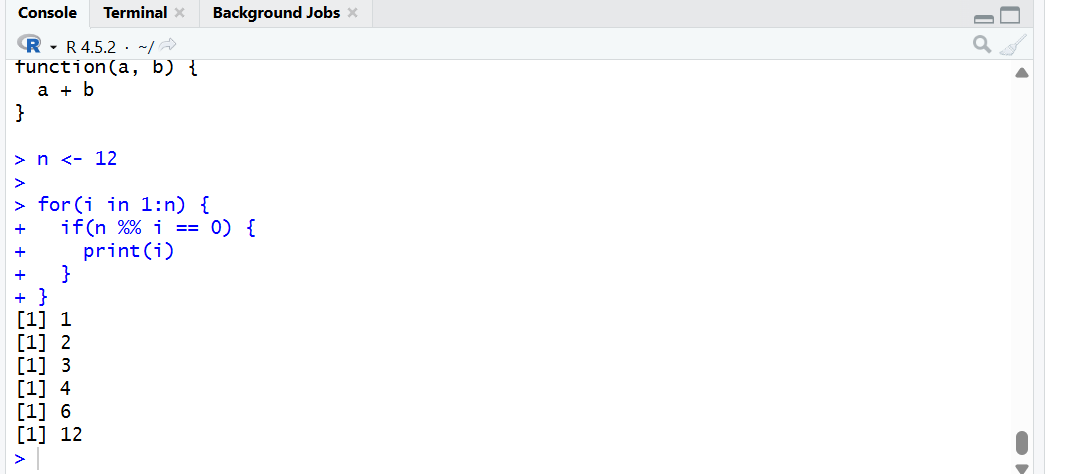 Console Terminal Background Jobs
R R 4.5.2 · ~/
function(a, b) {
  a + b
}
> n <- 12
>
> for(i in 1:n) {
+   if(n %% i == 0) {
+     print(i)
+   }
+ }
[1] 1
[1] 2
[1] 3
[1] 4
[1] 6
[1] 12
>